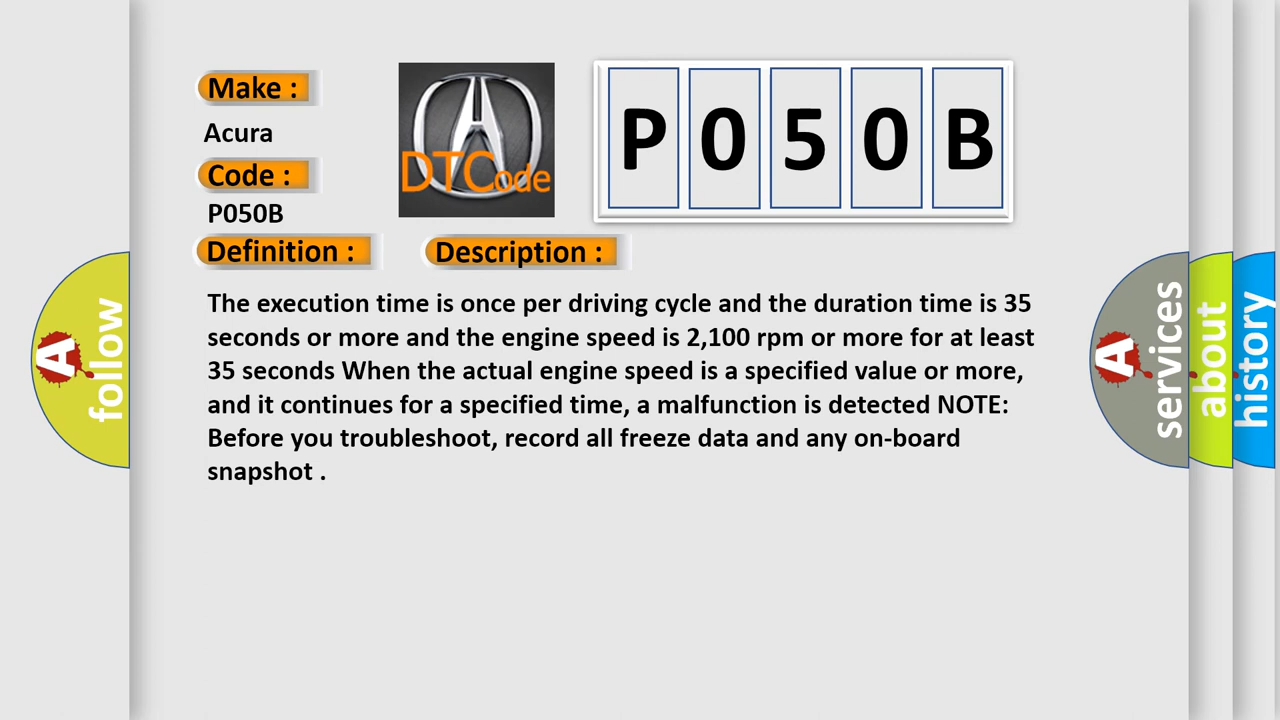 Make :
Acura
Code :
P050B
Definition :
Description :
DTCode
P050B
The execution time is once per driving cycle and the duration time is 35
seconds or more and the engine speed is 2,100 rpm or more for at least
35 seconds When the actual engine speed is a specified value or more,
and it continues for a specified time, a malfunction is detected NOTE:
Before you troubleshoot, record all freeze data and any on-board
snapshot .
A follow
A services
about
history